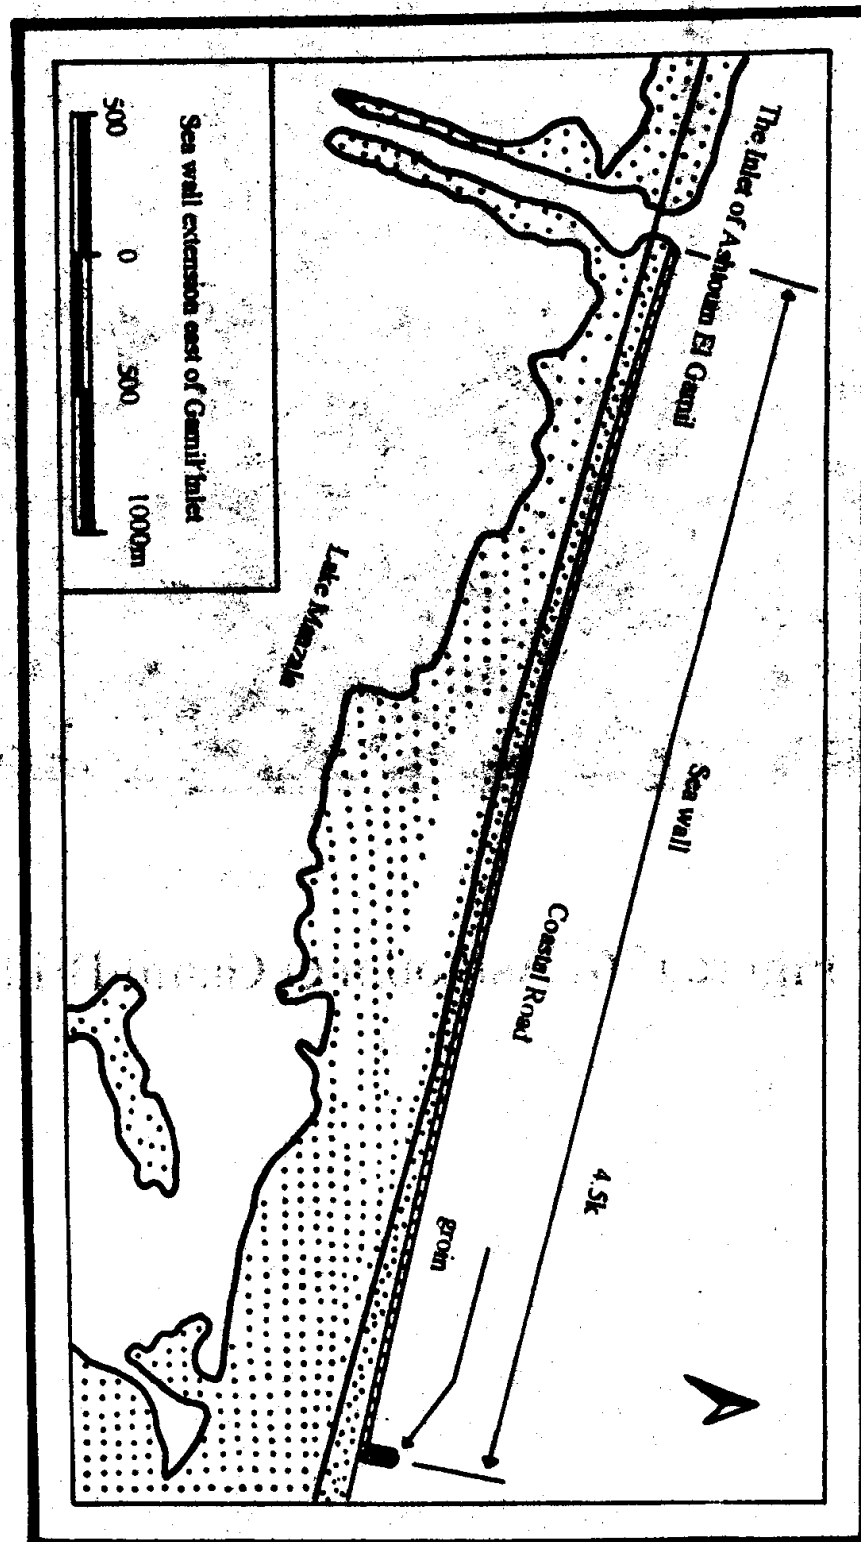 The Inlet of Ashtoum El Gamil
Sea wall
Coastal Road
4.5k
groin
Lake Manzala
Sea wall extension east of Gamil Inlet
500 0 500 1000m